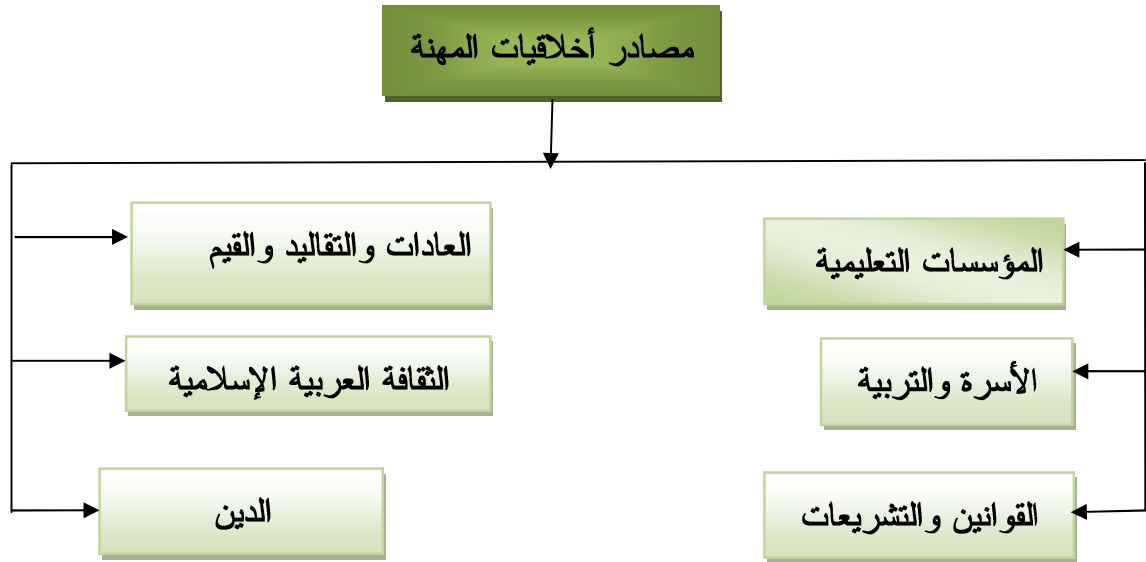 مصادر أخلاقيات المهنة
المؤسسات التعليمية
العادات والتقاليد والقيم
الأسرة والتربية
الثقافة العربية الإسلامية
القوانين والتشريعات
الدين